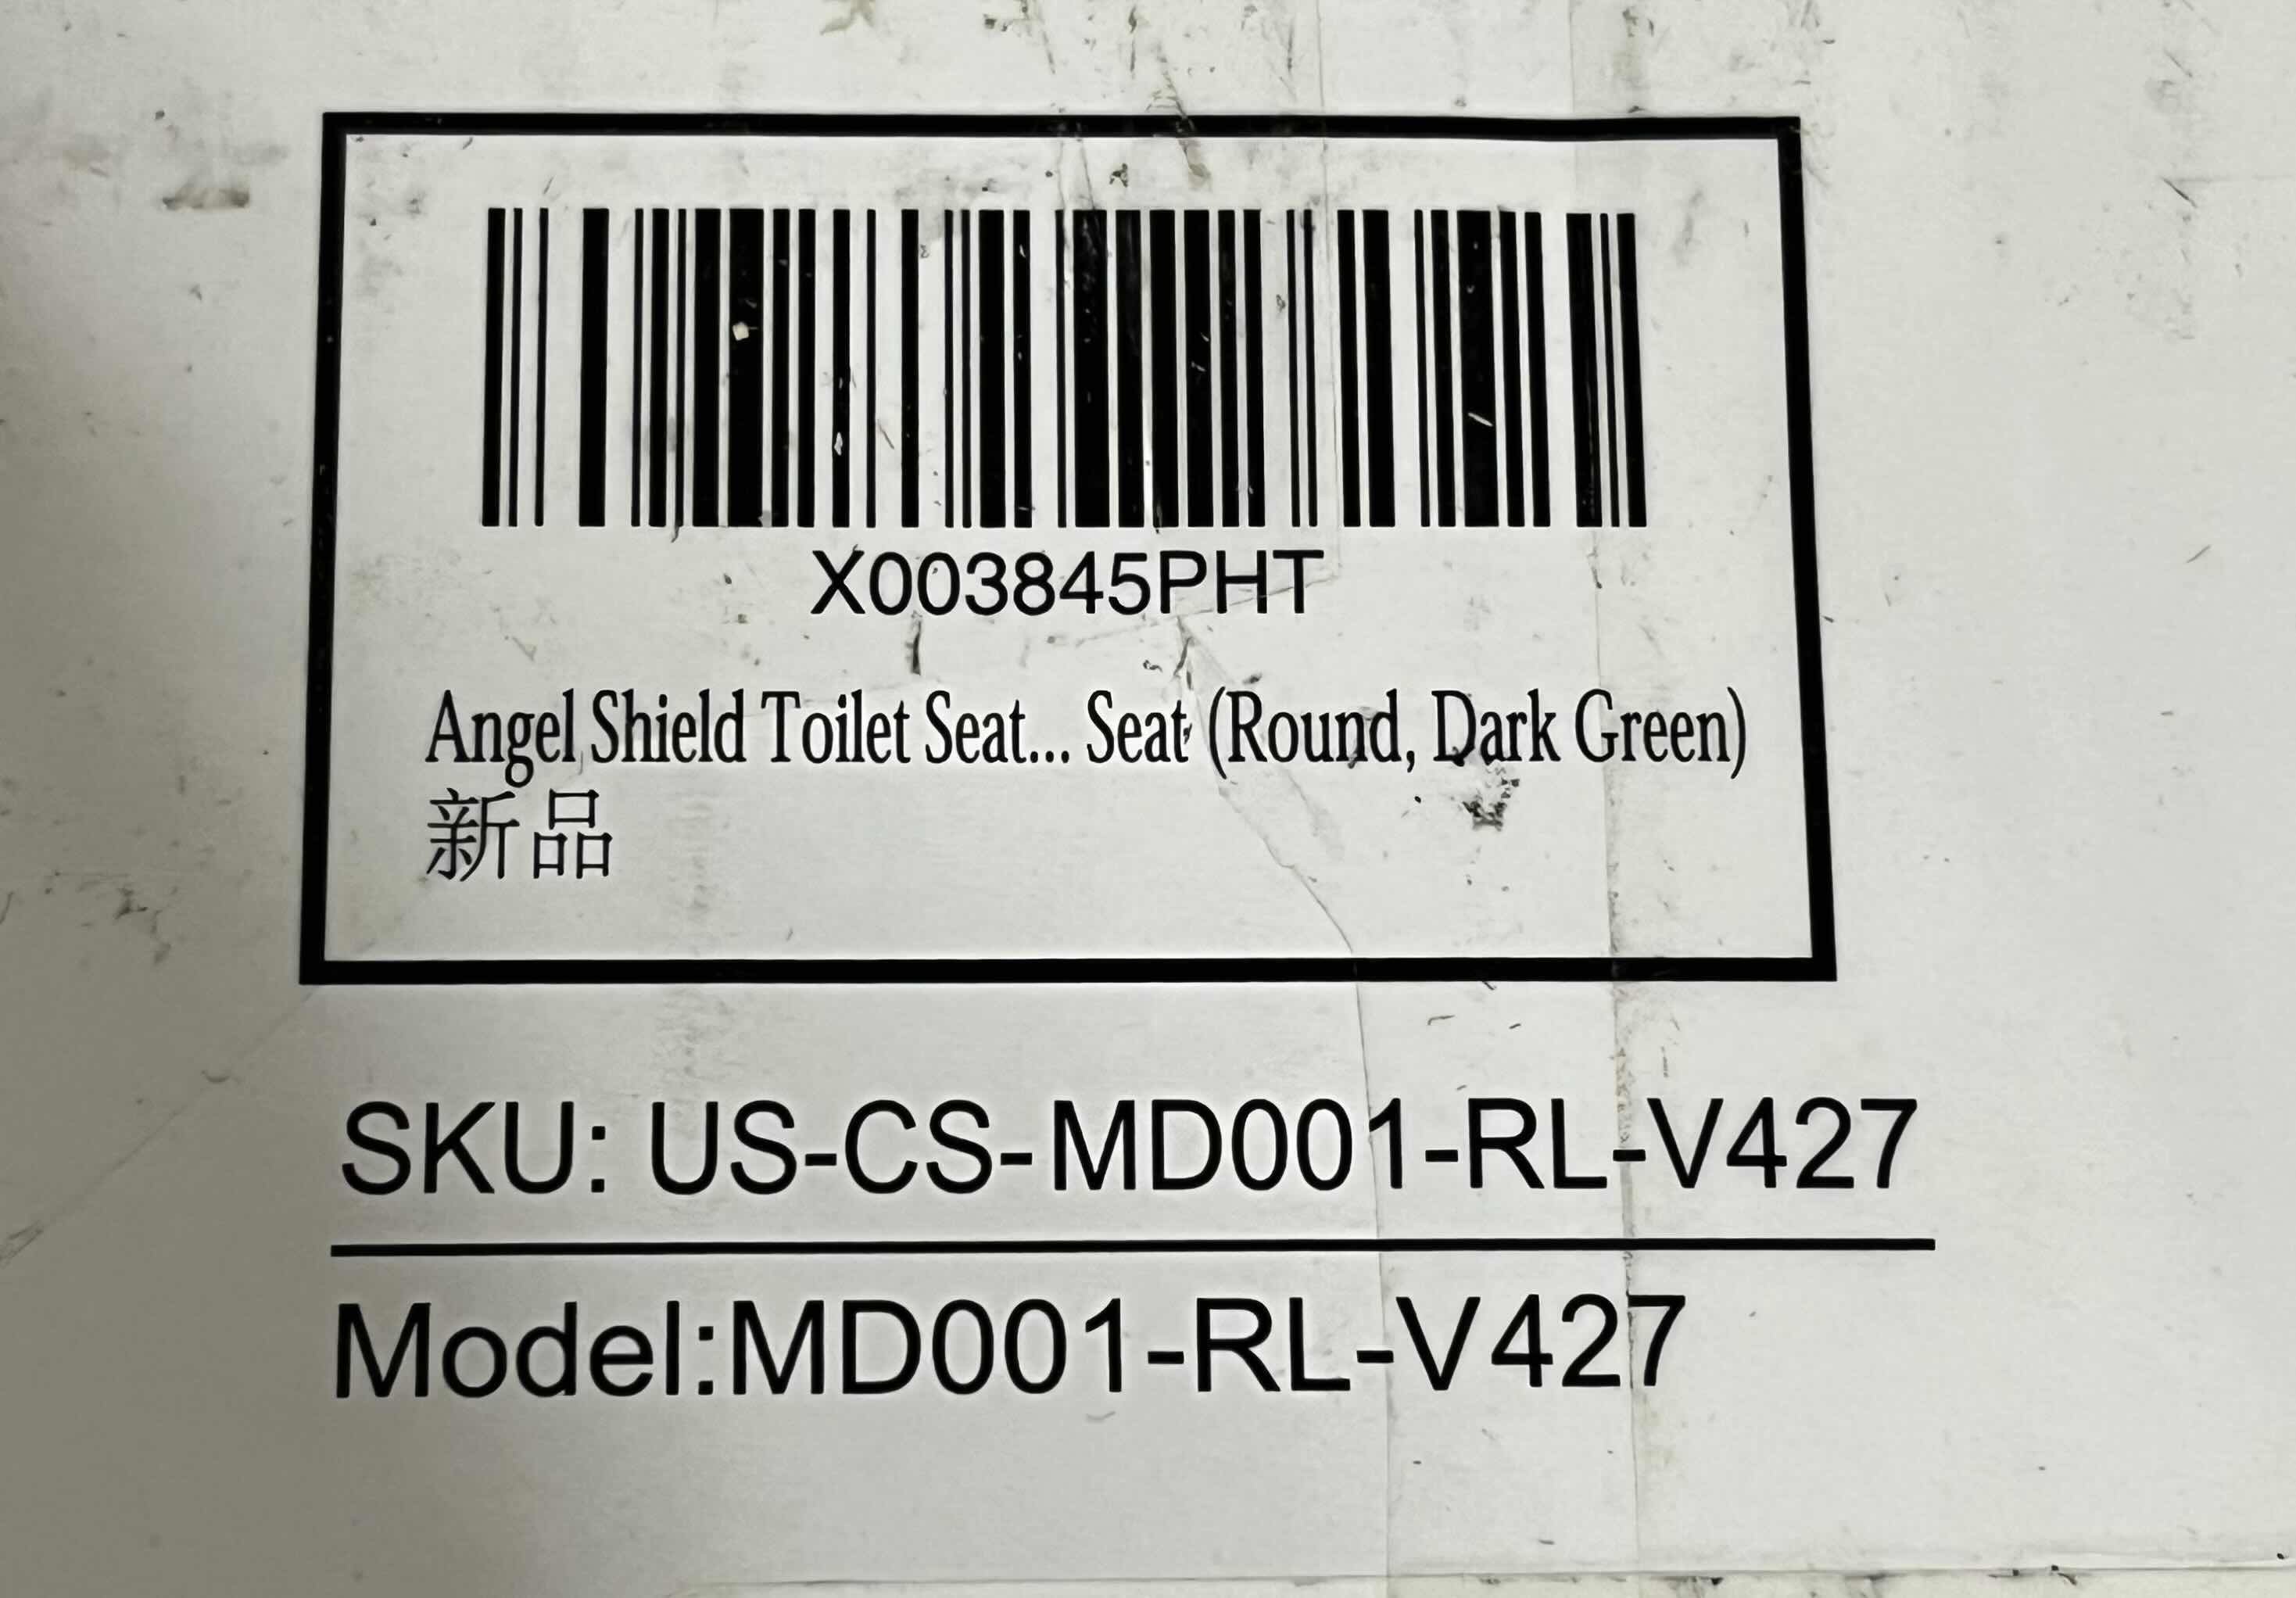 X003845PHT
Angel Shield Toilet Seat... Seat (Round, Dark Green)
新品
SKU: US-CS-MD001-RL-V427
Model:MD001-RL-V427